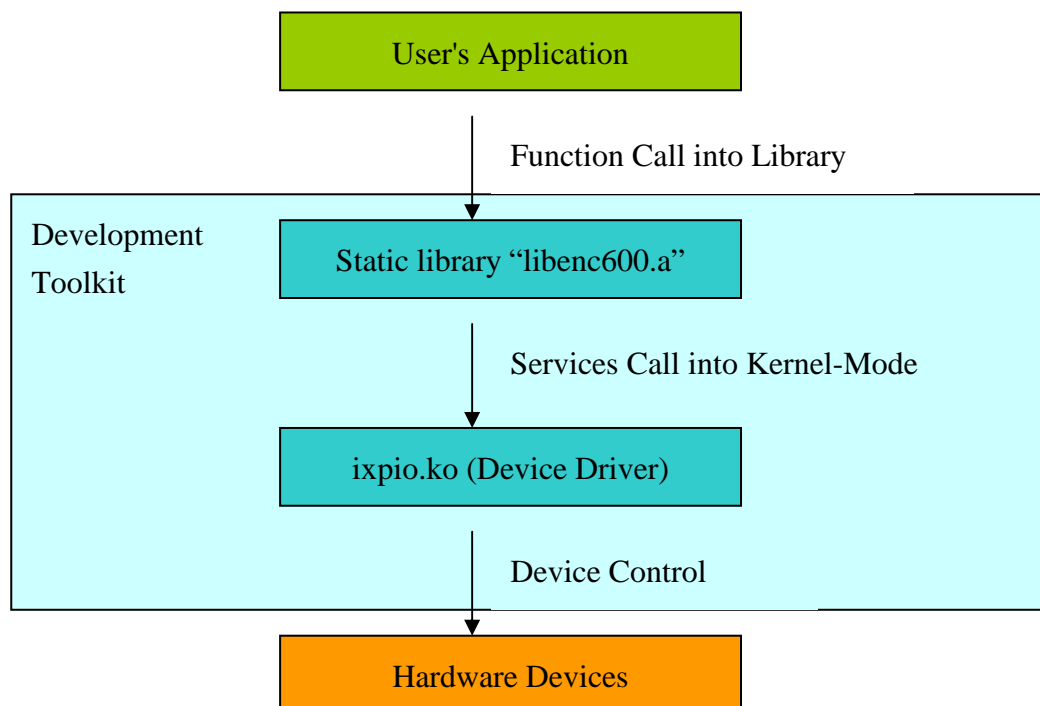 User's Application
Function Call into Library
Development
Toolkit
Static library “libenc600.a”
Services Call into Kernel-Mode
ixpio.ko (Device Driver)
Device Control
Hardware Devices